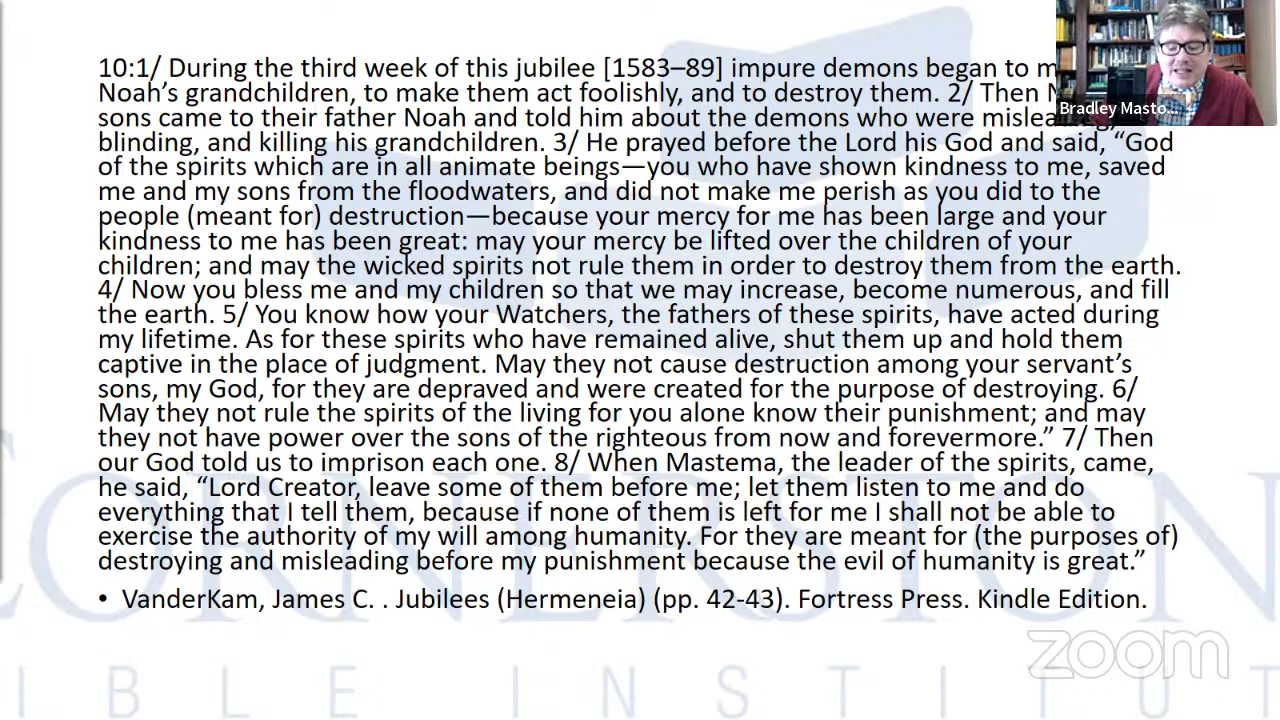 10:1/ During the third week of this jubilee [1583–89] impure demons began to m
Noah’s grandchildren, to make them act foolishly, and to destroy them. 2/ Then N
sons came to their father Noah and told him about the demons who were misleading,
blinding, and killing his grandchildren. 3/ He prayed before the Lord his God and said, “God
of the spirits which are in all animate beings—you who have shown kindness to me, saved
me and my sons from the floodwaters, and did not make me perish as you did to the
people (meant for) destruction—because your mercy for me has been large and your
kindness to me has been great: may your mercy be lifted over the children of your
children; and may the wicked spirits not rule them in order to destroy them from the earth.
4/ Now you bless me and my children so that we may increase, become numerous, and fill
the earth. 5/ You know how your Watchers, the fathers of these spirits, have acted during
my lifetime. As for these spirits who have remained alive, shut them up and hold them
captive in the place of judgment. May they not cause destruction among your servant’s
sons, my God, for they are depraved and were created for the purpose of destroying. 6/
May they not rule the spirits of the living for you alone know their punishment; and may
they not have power over the sons of the righteous from now and forevermore.” 7/ Then
our God told us to imprison each one. 8/ When Mastema, the leader of the spirits, came,
he said, “Lord Creator, leave some of them before me; let them listen to me and do
everything that I tell them, because if none of them is left for me I shall not be able to
exercise the authority of my will among humanity. For they are meant for (the purposes of)
destroying and misleading before my punishment because the evil of humanity is great.”
• VanderKam, James C. . Jubilees (Hermeneia) (pp. 42-43). Fortress Press. Kindle Edition.
Bradley Masto...
CORNERSTON
IBLE INSTITUT
zoom